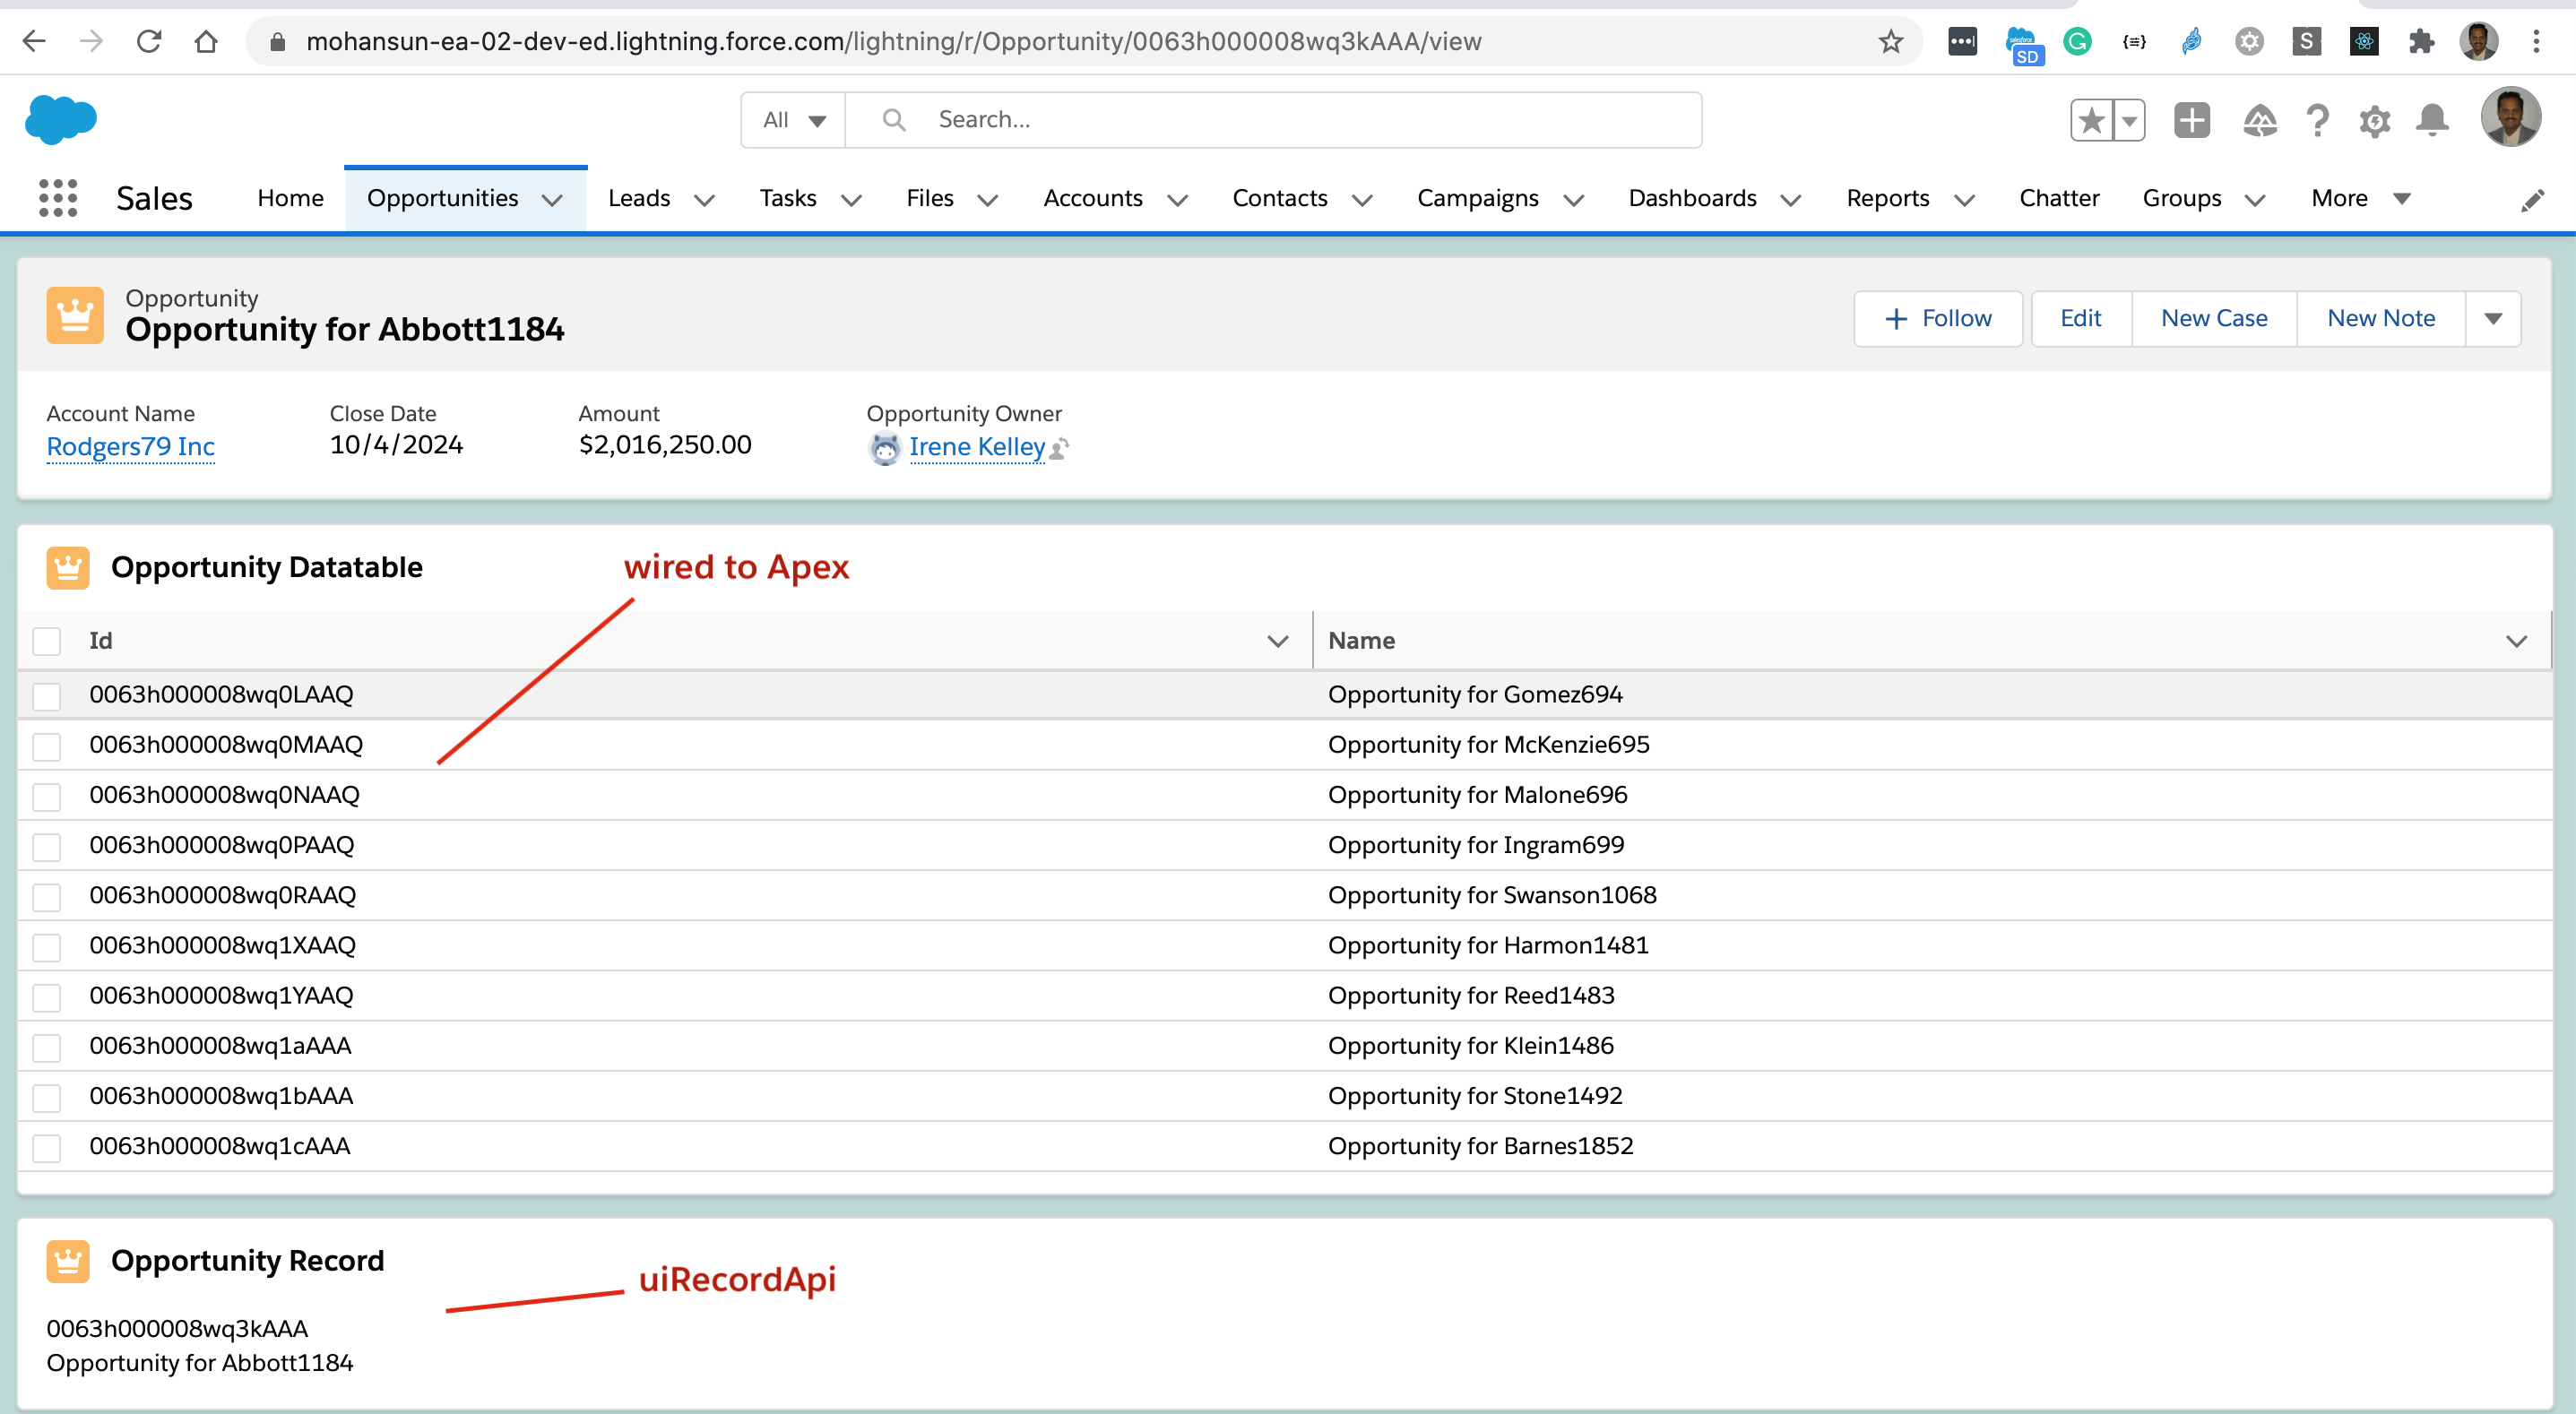 mohansun-ea-02-dev-ed.lightning.force.com/lightning/r/Opportunity/0063h000008wq3kAAA/view
salesforce
SD
G
S
All
Search...
Sales
Home
Opportunities
Leads
Tasks
Files
Accounts
Contacts
Campaigns
Dashboards
Reports
Chatter
Groups
More
Opportunity
Opportunity for Abbott1184
+ Follow
Edit
New Case
New Note
Account Name
Close Date
Amount
Opportunity Owner
Rodgers79 Inc
10/4/2024
$2,016,250.00
Irene Kelley
Opportunity Datatable
wired to Apex
Id
Name
0063h000008wq0LAAQ
Opportunity for Gomez694
0063h000008wq0MAAQ
Opportunity for McKenzie695
0063h000008wq0NAAQ
Opportunity for Malone696
0063h000008wq0PAAQ
Opportunity for Ingram699
0063h000008wq0RAAQ
Opportunity for Swanson1068
0063h000008wq1XAAQ
Opportunity for Harmon1481
0063h000008wq1YAAQ
Opportunity for Reed1483
0063h000008wq1aAAA
Opportunity for Klein1486
0063h000008wq1bAAA
Opportunity for Stone1492
0063h000008wq1cAAA
Opportunity for Barnes1852
Opportunity Record
uiRecordApi
0063h000008wq3kAAA
Opportunity for Abbott1184